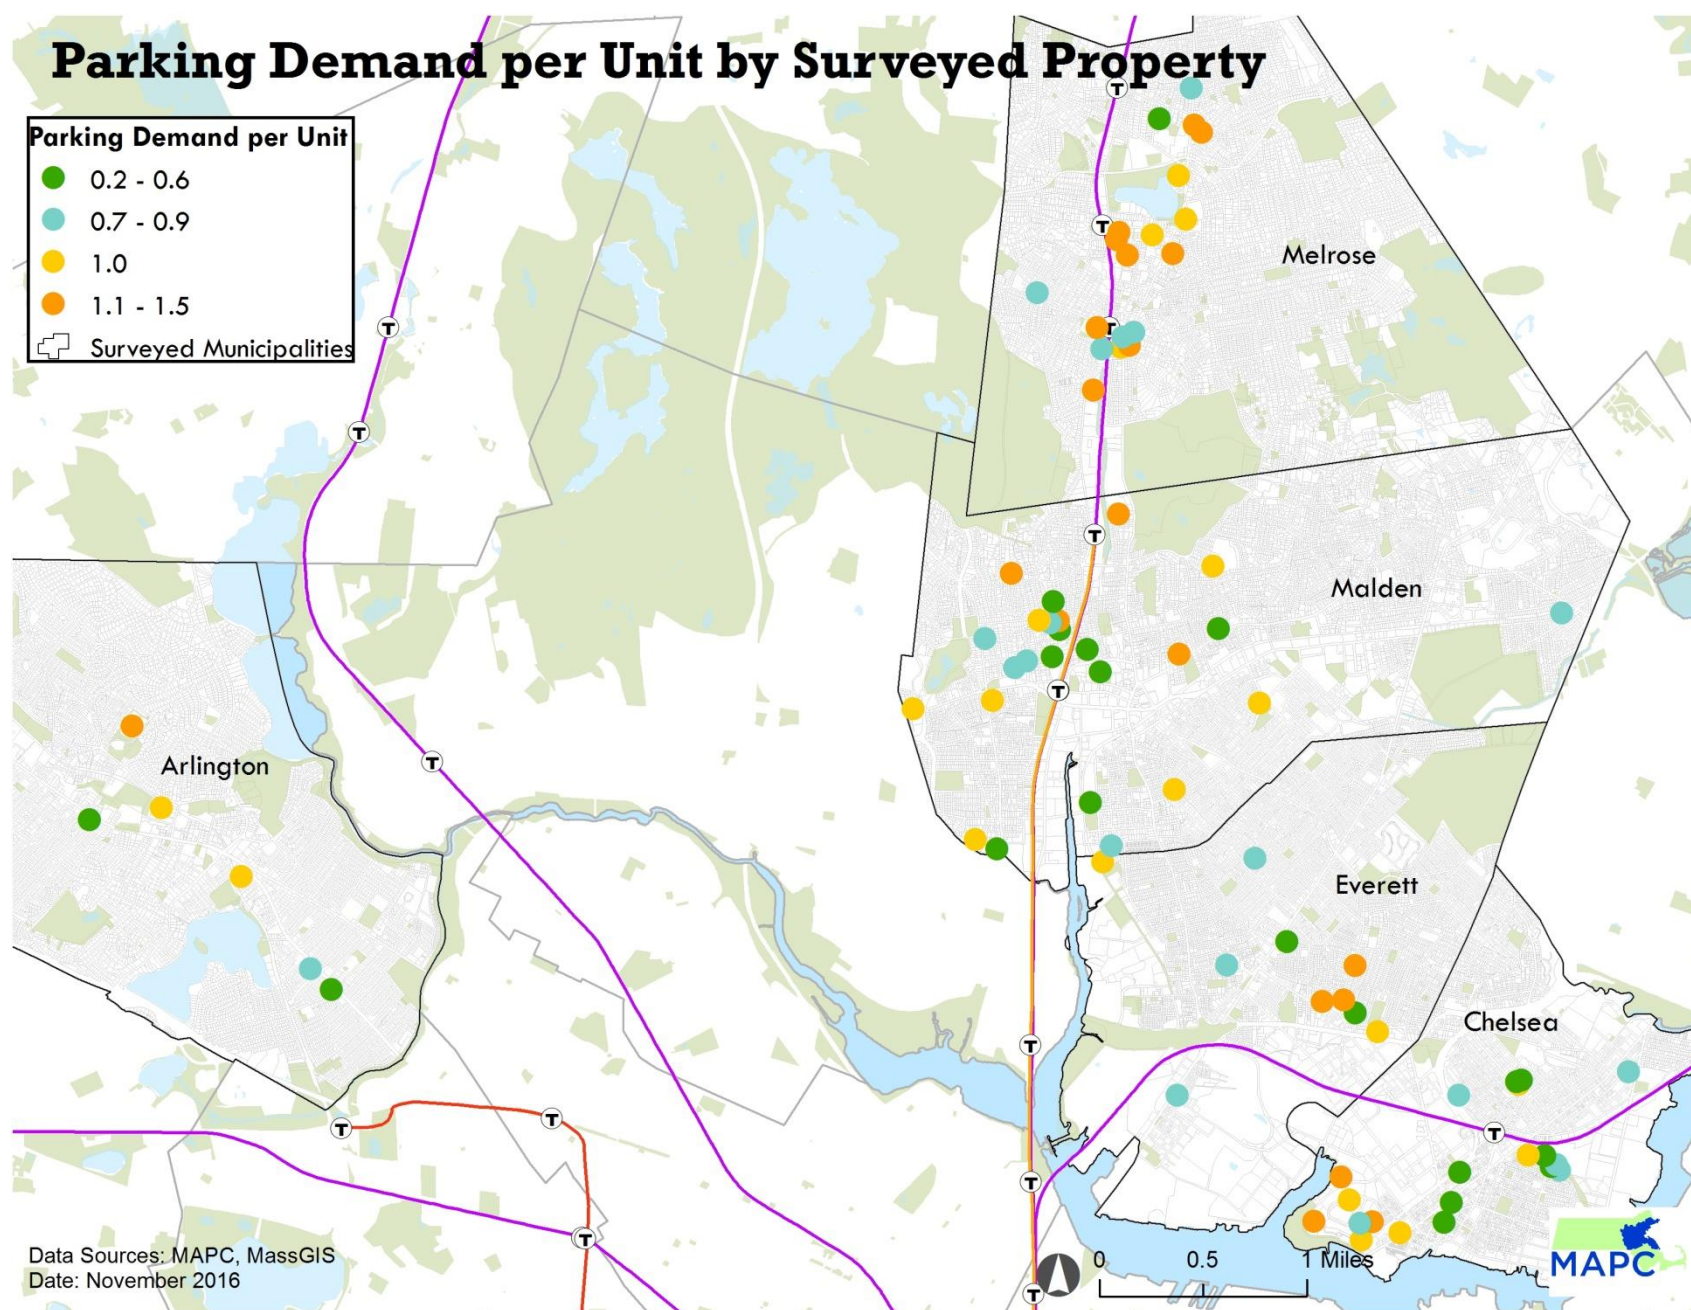 Parking Demand per Unit by Surveyed Property
Parking Demand per Unit
0.2 - 0.6
0.7 - 0.9
1.0
1.1 - 1.5
Surveyed Municipalities
T
T
Melrose
T
T
T
T
Malden
T
Arlington
T
Everett
Chelsea
T
T
T
T
T
T
T
T
0 0.5 1 Miles
Data Sources: MAPC, MassGIS
Date: November 2016
MAPC